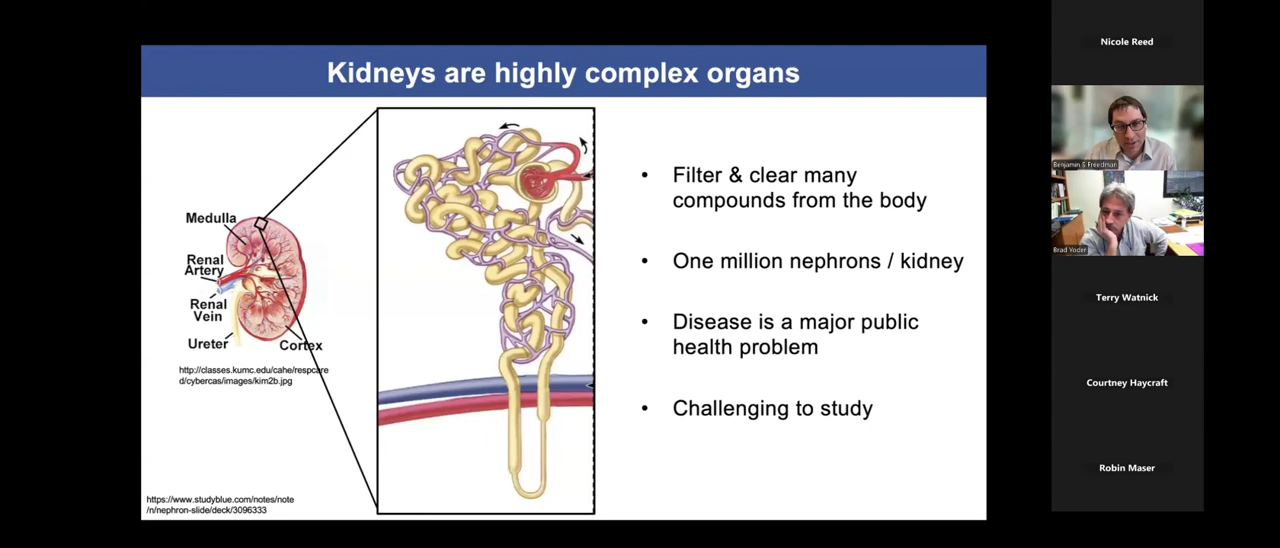 Kidneys are highly complex organs
Medulla
Renal
Artery
Renal
Vein
Ureter
Cortex
http://classes.kumc.edu/cahe/respcare
d/cybercas/images/kim2b.jpg
https://www.studyblue.com/notes/note
/n/nephron-slide/deck/3096333
• Filter & clear many
compounds from the body
• One million nephrons / kidney
• Disease is a major public
health problem
• Challenging to study
Nicole Reed
Benjamin S Freedman
Brad Yoder
Terry Watnick
Courtney Haycraft
Robin Maser